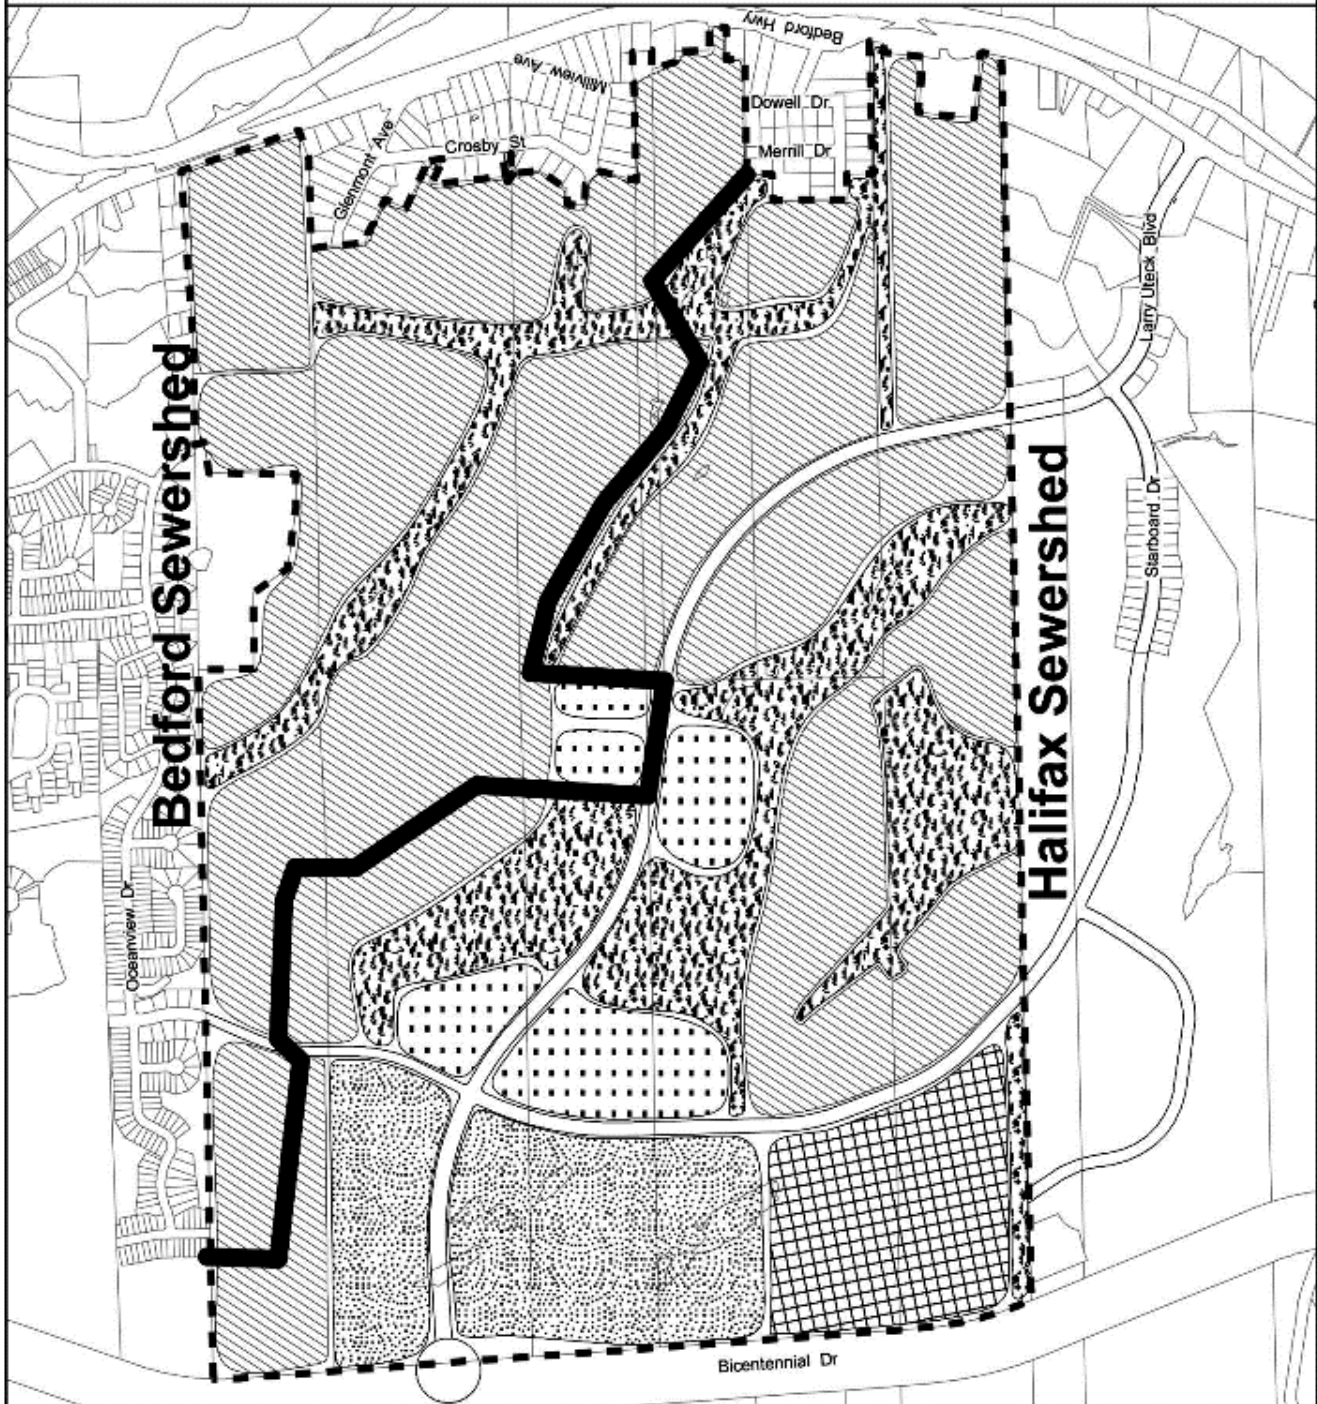 Bedford Hwy
Millview Ave
Dowell Dr
Glenmont Ave
Crosby St
Merrill Dr
Larry Uteck Blvd
Bedford Sewershed
Halifax Sewershed
Starboard Dr
Oceanview Dr
Bicentennial Dr